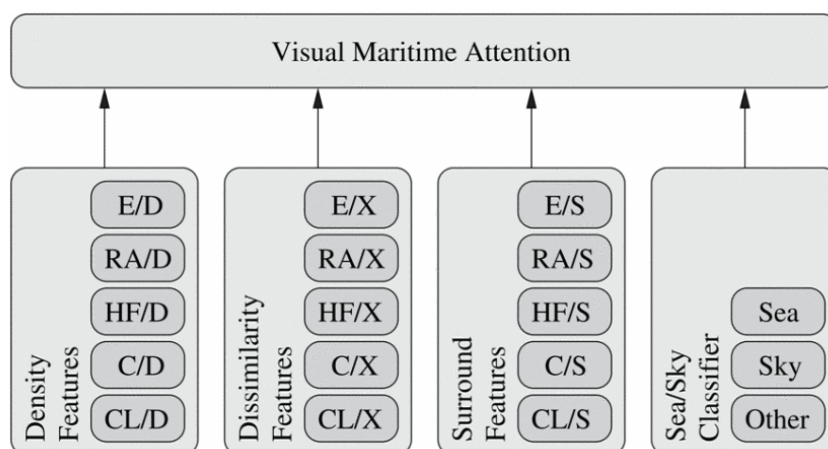 Visual Maritime Attention
Density
Features
E/D
RA/D
HF/D
C/D
CL/D
Dissimilarity
Features
E/X
RA/X
HF/X
C/X
CL/X
Surround
Features
E/S
RA/S
HF/S
C/S
CL/S
Sea/Sky
Classifier
Sea
Sky
Other